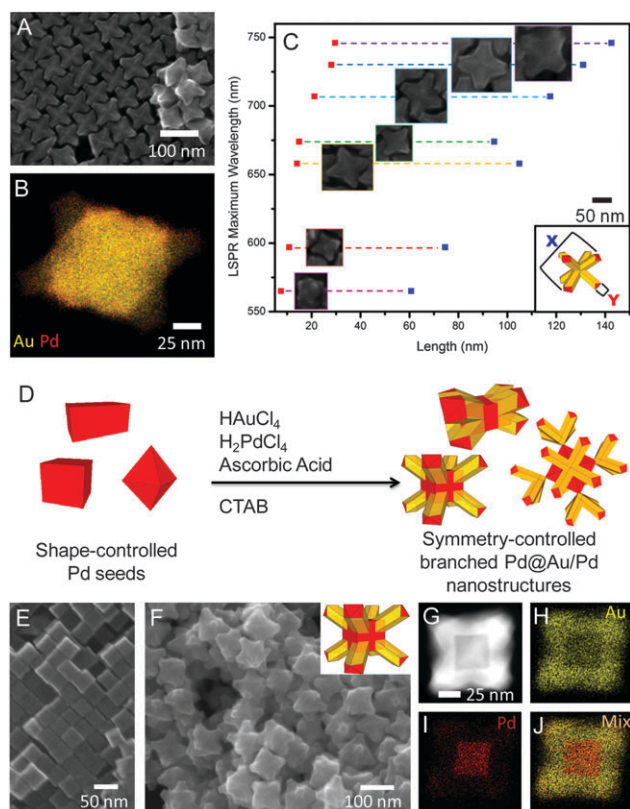 A
100 nm
B
Au Pd
25 nm
C
LSPR Maximum Wavelength (nm)
750
700
650
600
550
20 40 60 80 100 120 140
Length (nm)
50 nm
X
Y
D
HAuCl₄
H₂PdCl₄
Ascorbic Acid
CTAB
Shape-controlled
Pd seeds
Symmetry-controlled
branched Pd@Au/Pd
nanostructures
E
50 nm
F
100 nm
G
25 nm
H
Au
I
Pd
J
Mix